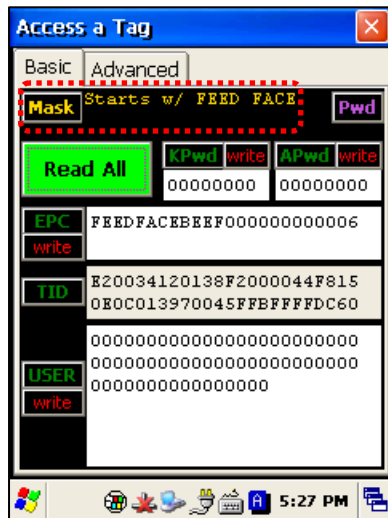 Access a Tag
Basic Advanced
Mask Starts w/ FEED FACE Pwd
Read All KPwd write APwd write
00000000 00000000
EPC FEEDFACEBEEF000000000006
write
TID E20034120138F2000044F815
0E0C013970045FFBFFFFDC60
000000000000000000000000
000000000000000000000000
USER 0000000000000000
write
A 5:27 PM